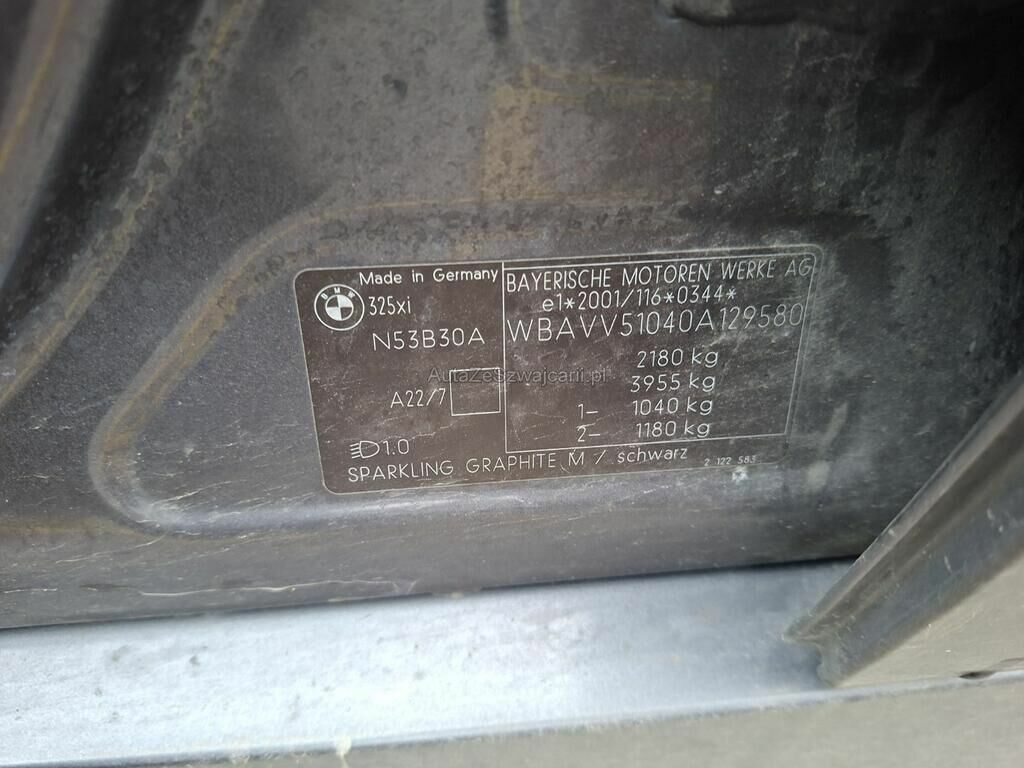 Made in Germany
BMW
325xi
N53B30A
A22/7
1.0
SPARKLING GRAPHITE M / schwarz
BAYERISCHE MOTOREN WERKE AG
e1*2001/116*0344*
WBAVV51040A129580
2180 kg
3955 kg
1- 1040 kg
2- 1180 kg
2 122 583
AutaZeSzwajcarii.pl